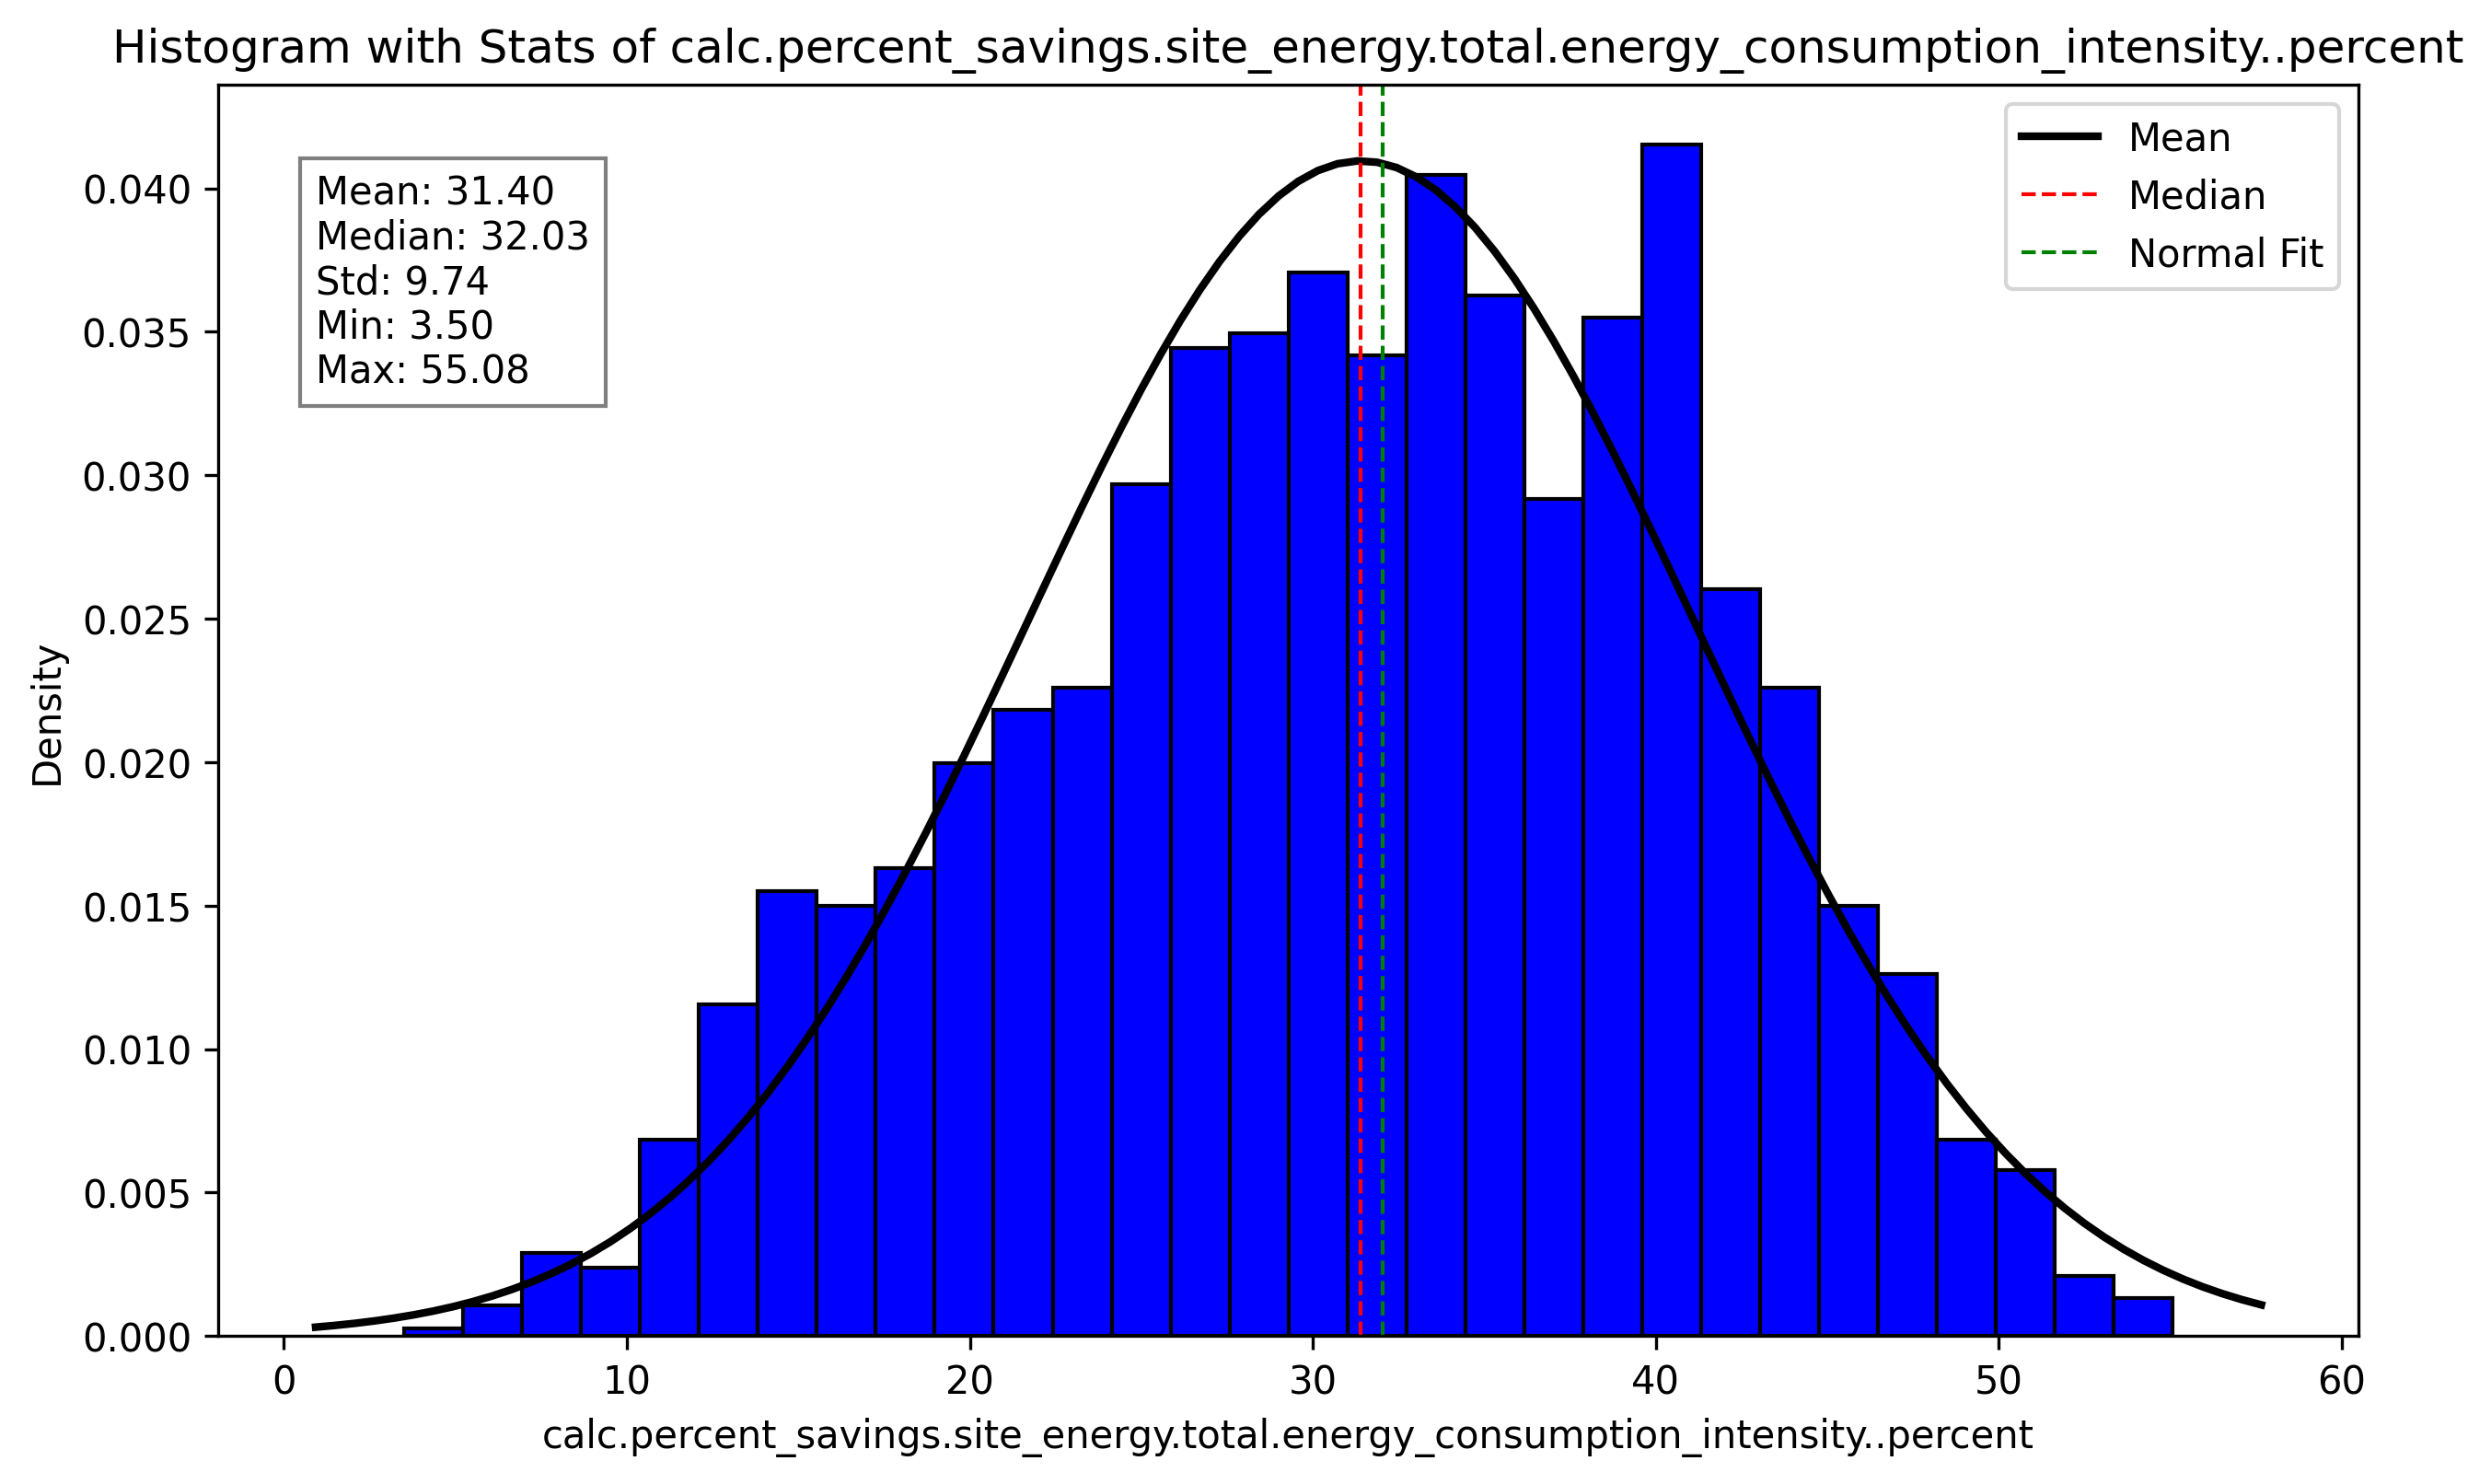 Histogram with Stats of calc.percent_savings.site_energy.total.energy_consumption_intensity..percent
Mean
Median
Normal Fit
Mean: 31.40
Median: 32.03
Std: 9.74
Min: 3.50
Max: 55.08
Density
0.040
0.035
0.030
0.025
0.020
0.015
0.010
0.005
0.000
0 10 20 30 40 50 60
calc.percent_savings.site_energy.total.energy_consumption_intensity..percent